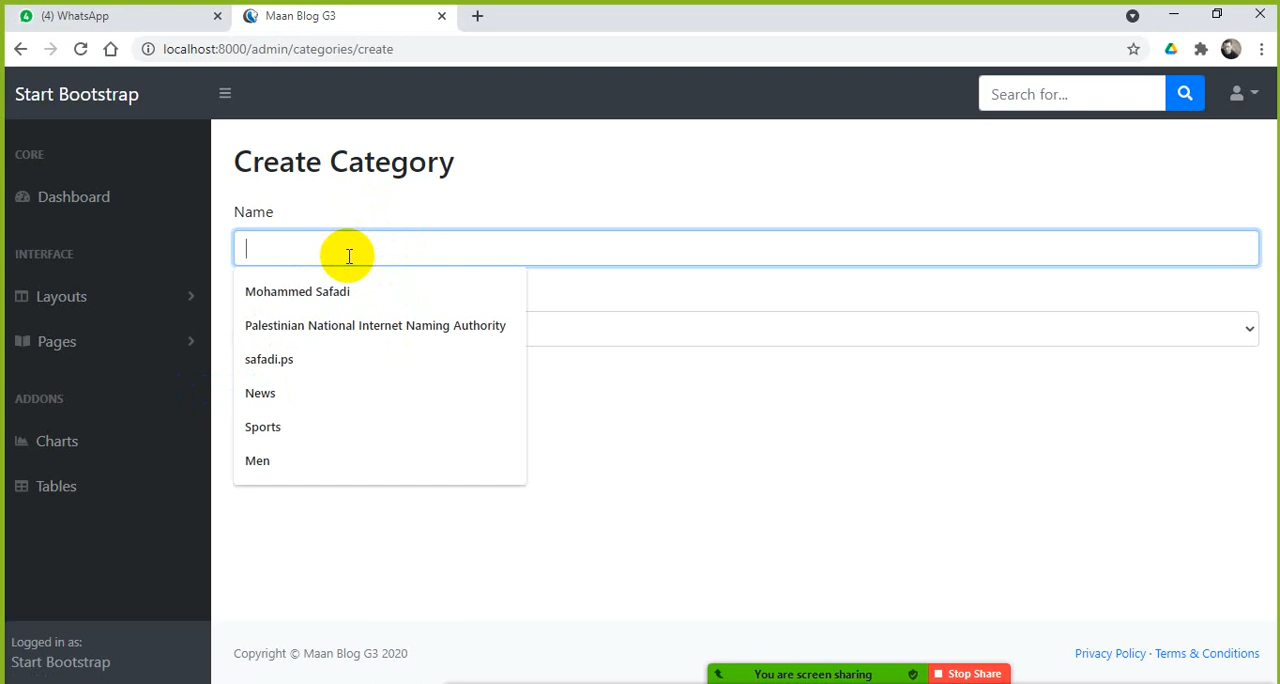 (4) WhatsApp
Maan Blog G3
localhost:8000/admin/categories/create
Start Bootstrap
Search for...
CORE
Dashboard
INTERFACE
Layouts
Pages
ADDONS
Charts
Tables
Logged in as:
Start Bootstrap
Create Category
Name
Mohammed Safadi
Palestinian National Internet Naming Authority
safadi.ps
News
Sports
Men
Copyright © Maan Blog G3 2020
Privacy Policy · Terms & Conditions
You are screen sharing
Stop Share